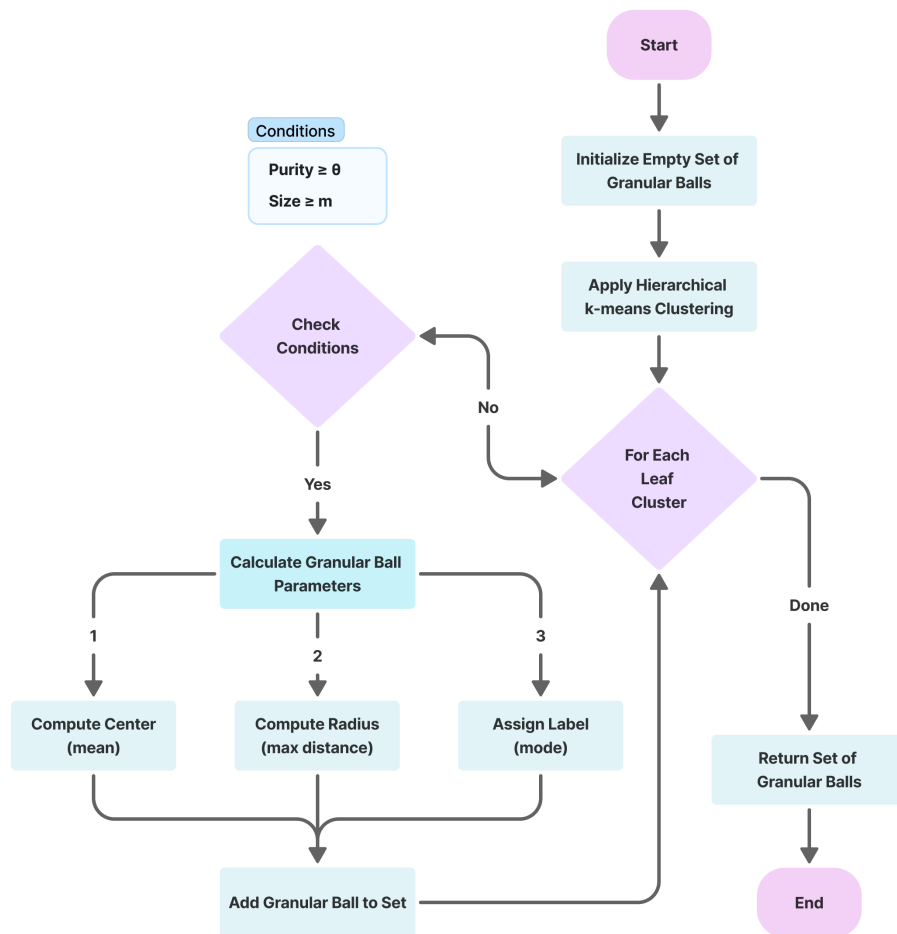 Start
Initialize Empty Set of
Granular Balls
Apply Hierarchical
k-means Clustering
Conditions
Purity ≥ θ
Size ≥ m
Check
Conditions
No
For Each
Leaf
Cluster
Yes
Calculate Granular Ball
Parameters
1
2
3
Done
Compute Center
(mean)
Compute Radius
(max distance)
Assign Label
(mode)
Return Set of
Granular Balls
Add Granular Ball to Set
End